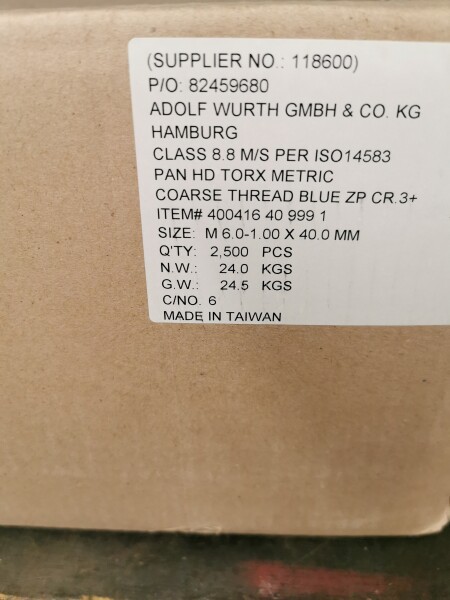 (SUPPLIER NO.: 118600)
P/O: 82459680
ADOLF WURTH GMBH & CO. KG
HAMBURG
CLASS 8.8 M/S PER ISO14583
PAN HD TORX METRIC
COARSE THREAD BLUE ZP CR.3+
ITEM# 400416 40 999 1
SIZE: M 6.0-1.00 X 40.0 MM
Q'TY: 2,500 PCS
N.W.: 24.0 KGS
G.W.: 24.5 KGS
C/NO. 6
MADE IN TAIWAN